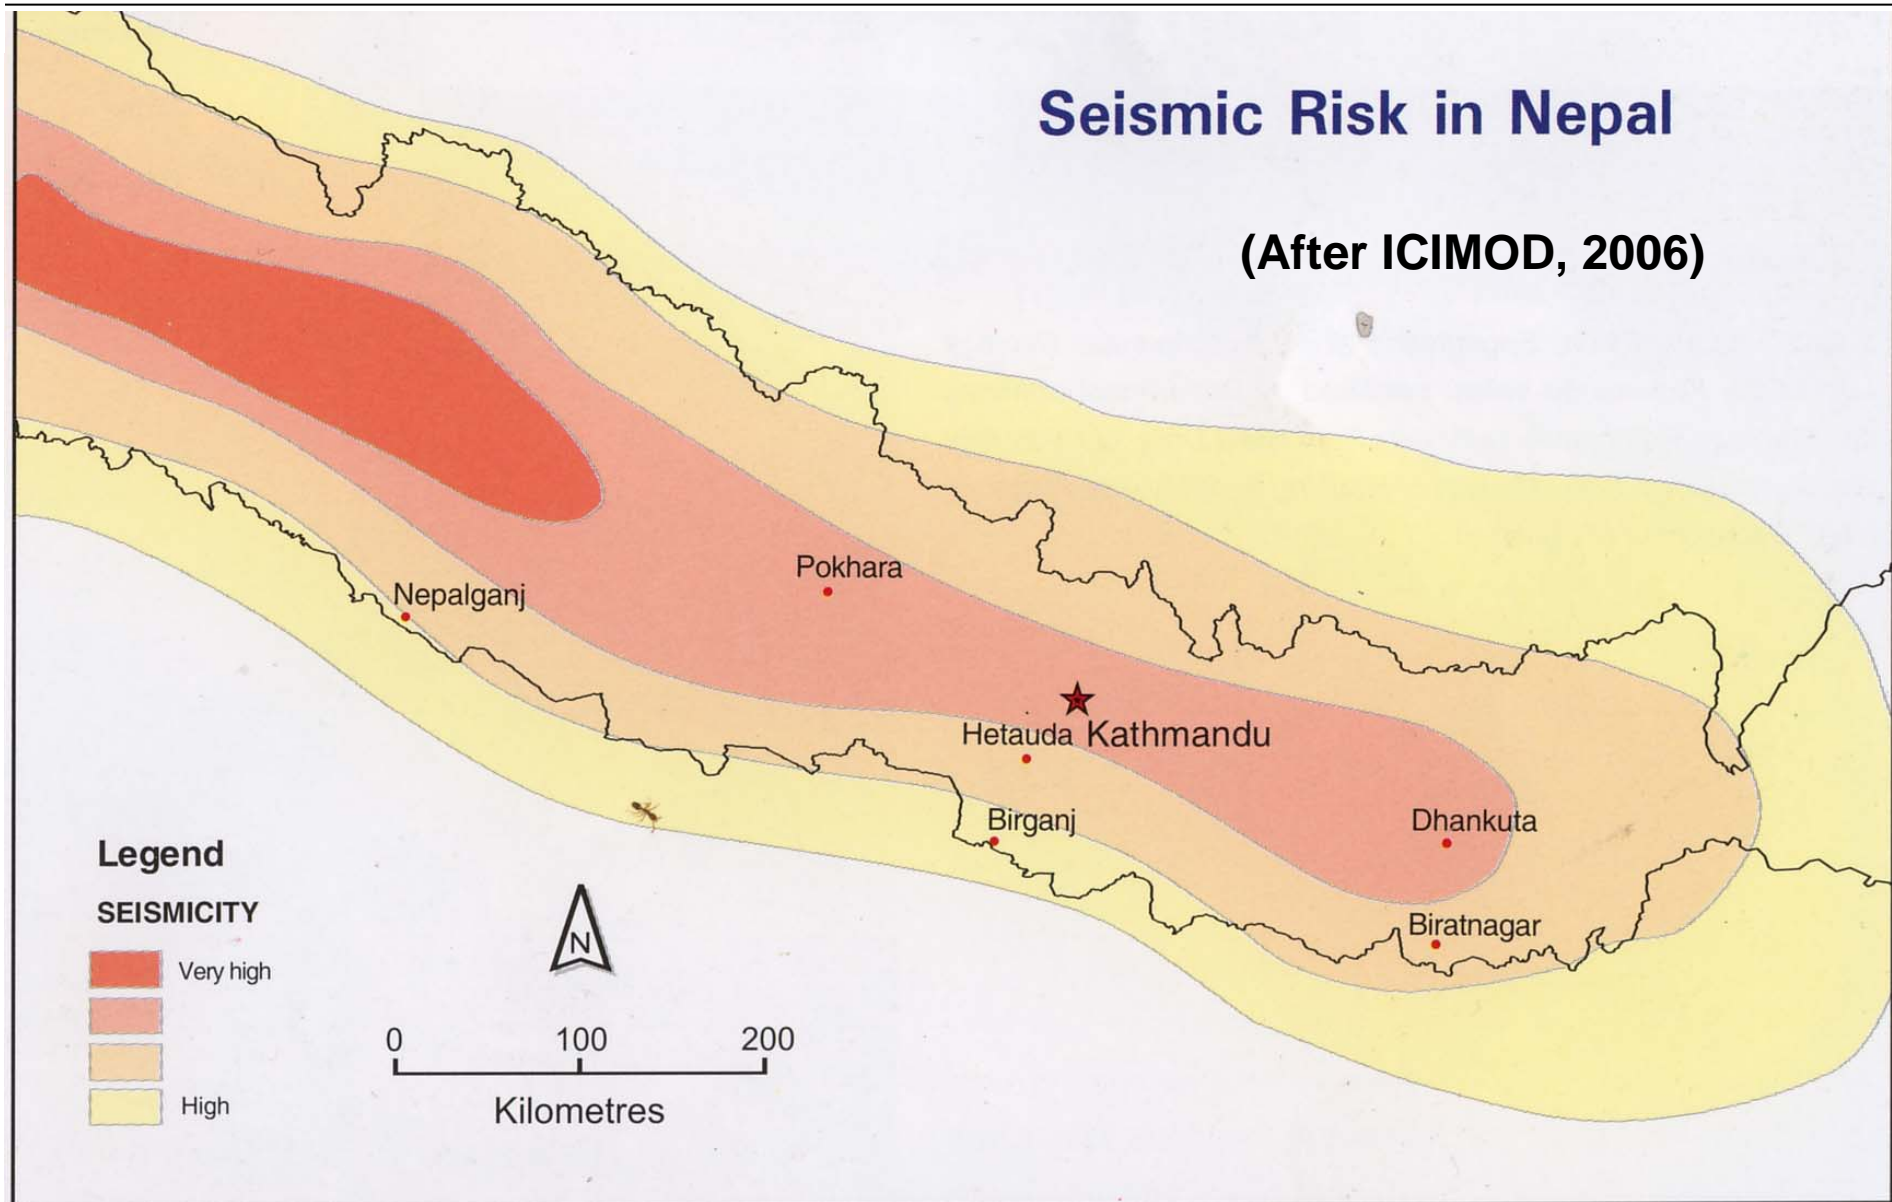 Seismic Risk in Nepal
(After ICIMOD, 2006)
Pokhara
Nepalganj
Hetauda Kathmandu
Birganj
Dhankuta
Biratnagar
Legend
SEISMICITY
Very high
High
N
0 100 200
Kilometres